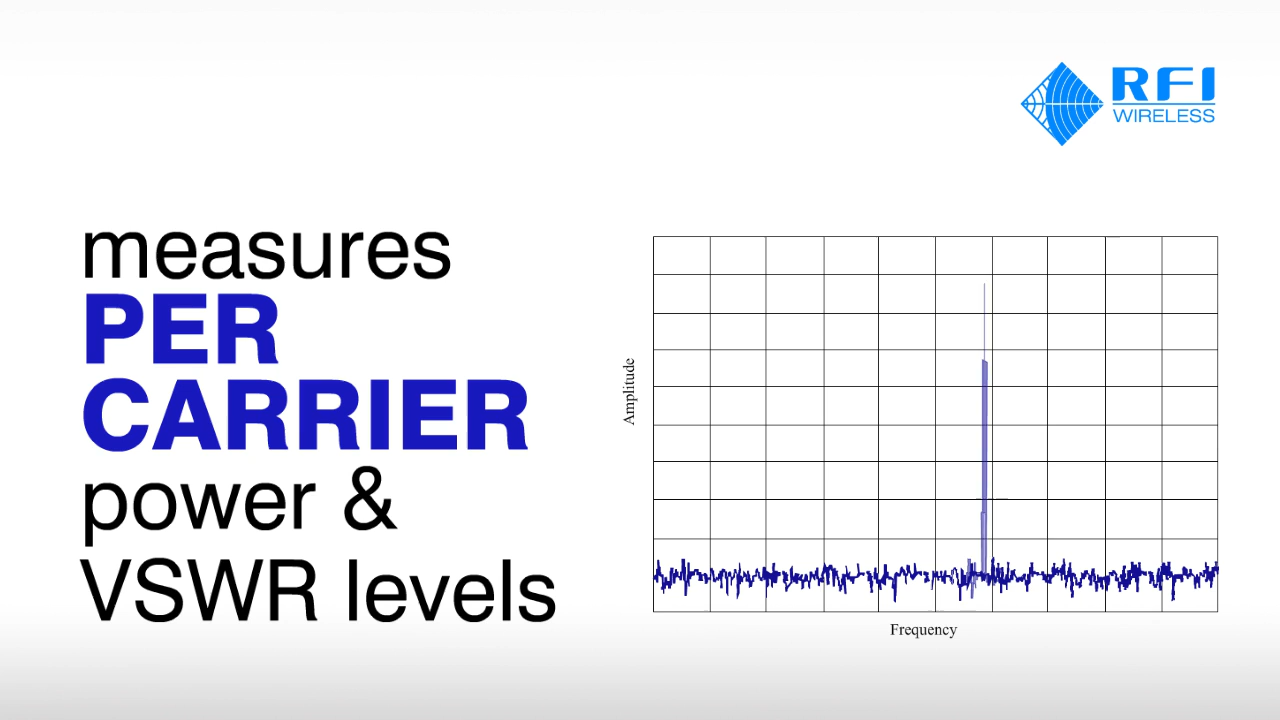 RFI
WIRELESS
measures
PER
CARRIER
power &
VSWR levels
Amplitude
Frequency